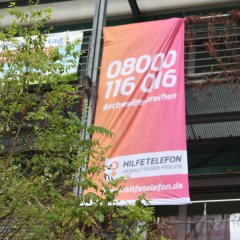 08000
116 016
#schweigenbrechen
HILFETELEFON
GEWALT GEGEN FRAUEN
hilfetelefon.de